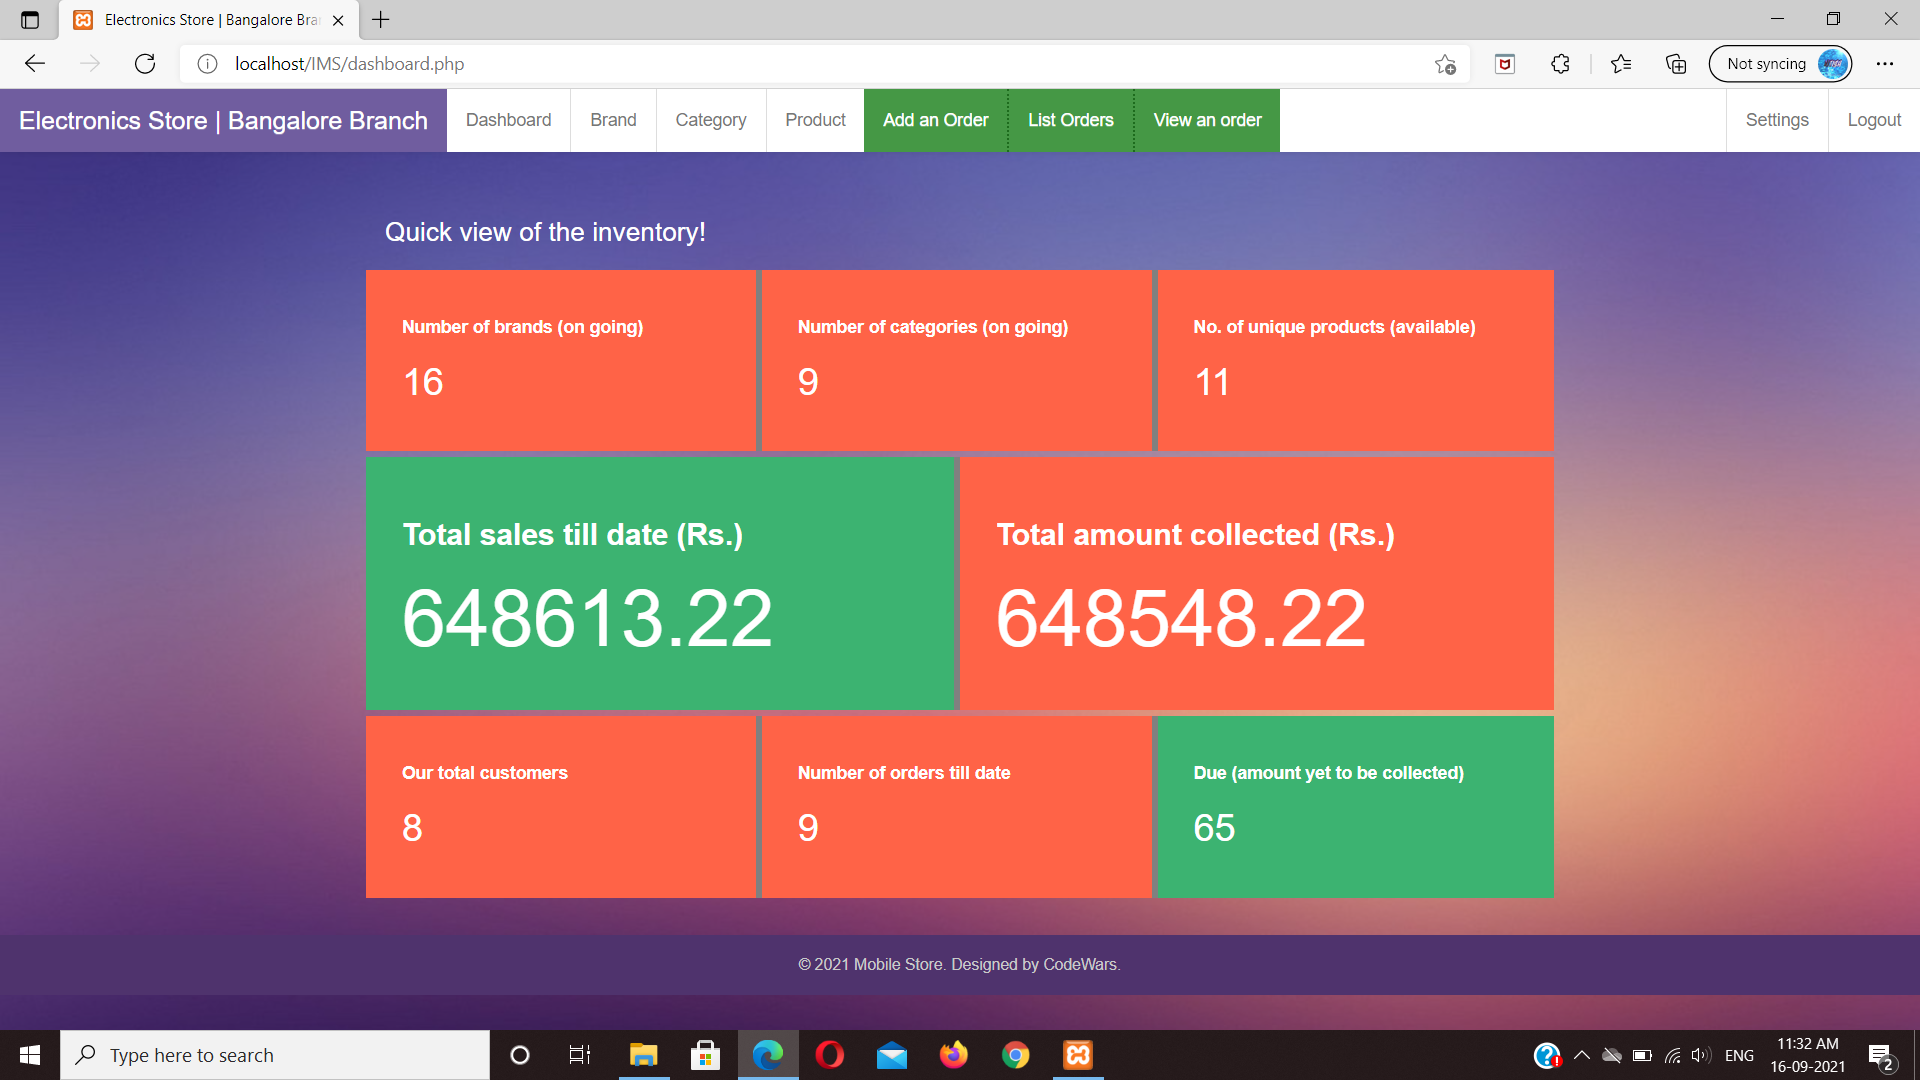 Electronics Store | Bangalore Bra
localhost/IMS/dashboard.php
Not syncing
Electronics Store | Bangalore Branch
Dashboard
Brand
Category
Product
Add an Order
List Orders
View an order
Settings
Logout
Quick view of the inventory!
Number of brands (on going)
16
Number of categories (on going)
9
No. of unique products (available)
11
Total sales till date (Rs.)
648613.22
Total amount collected (Rs.)
648548.22
Our total customers
8
Number of orders till date
9
Due (amount yet to be collected)
65
© 2021 Mobile Store. Designed by CodeWars.
Type here to search
ENG
11:32 AM
16-09-2021
2